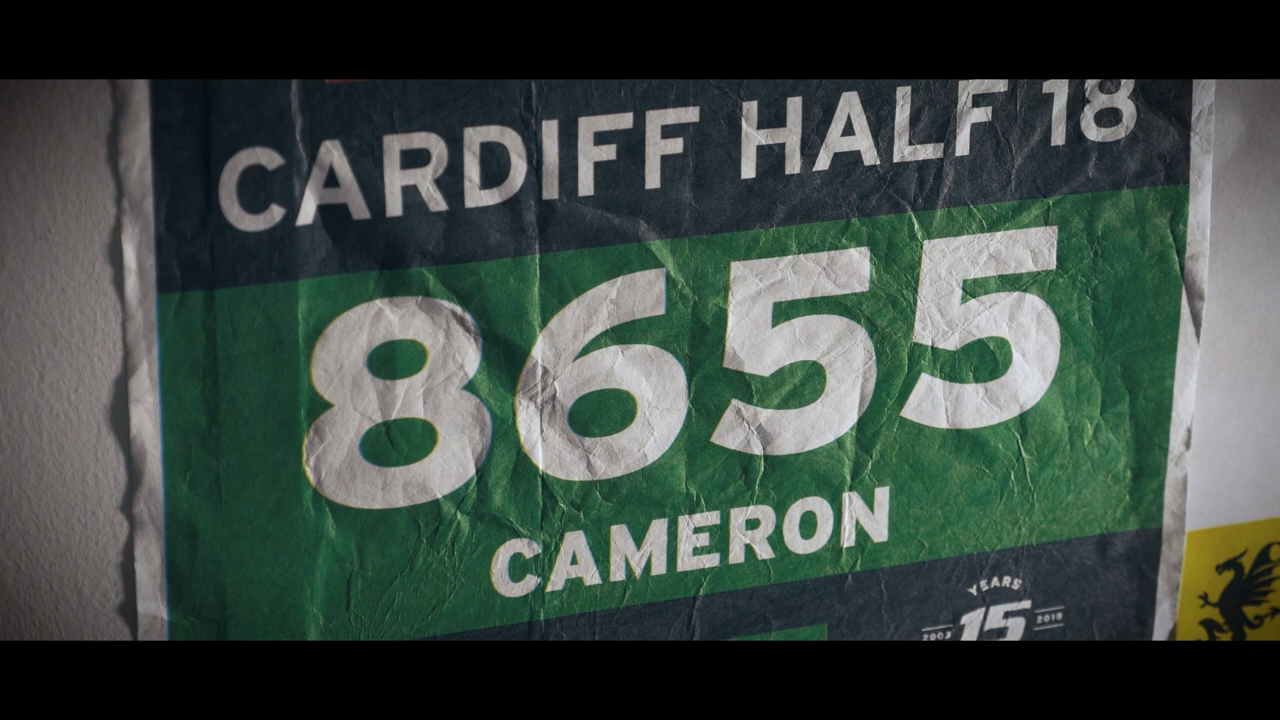 CARDIFF HALF 18
8655
CAMERON
YEARS
2003 15 2018